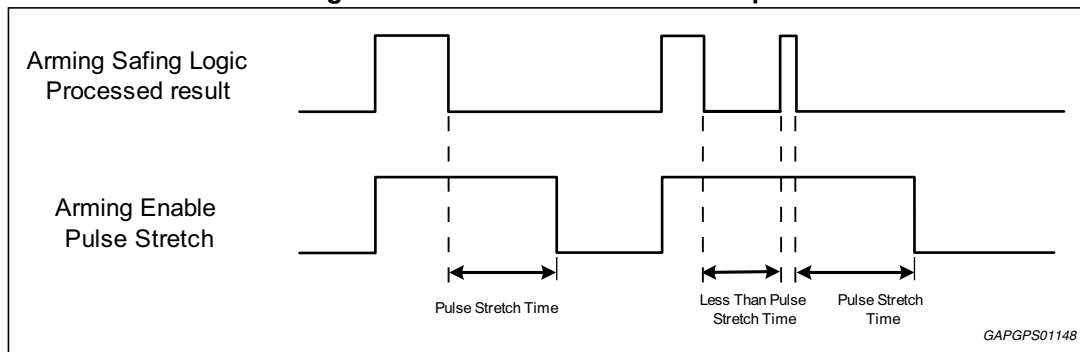 Arming Safing Logic
Processed result
Arming Enable
Pulse Stretch
Pulse Stretch Time
Less Than Pulse
Stretch Time
Pulse Stretch
Time
GAPGPS01148